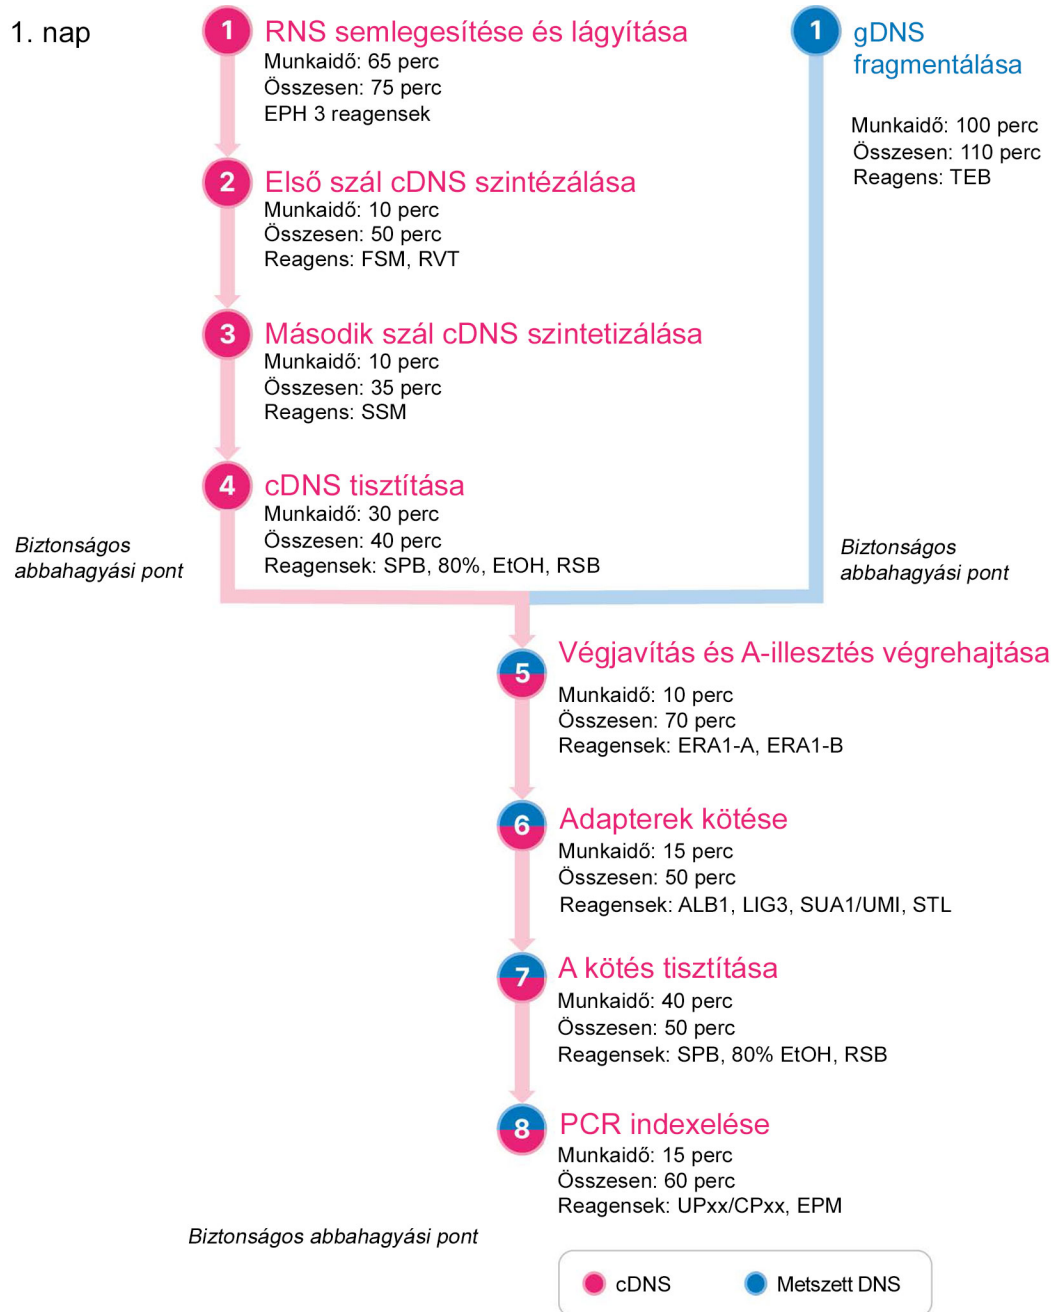 1. nap
1
RNS semlegesítése és lágyítása
Munkaidő: 65 perc
Összesen: 75 perc
EPH 3 reagensek
1
gDNS
fragmentálása
Munkaidő: 100 perc
Összesen: 110 perc
Reagens: TEB
2
Első szál cDNS szintézálása
Munkaidő: 10 perc
Összesen: 50 perc
Reagens: FSM, RVT
3
Második szál cDNS szintetizálása
Munkaidő: 10 perc
Összesen: 35 perc
Reagens: SSM
4
cDNS tisztítása
Munkaidő: 30 perc
Összesen: 40 perc
Reagensek: SPB, 80%, EtOH, RSB
Biztonságos
abbahagyási pont
Biztonságos
abbahagyási pont
5
Végjavítás és A-illesztés végrehajtása
Munkaidő: 10 perc
Összesen: 70 perc
Reagensek: ERA1-A, ERA1-B
6
Adapterek kötése
Munkaidő: 15 perc
Összesen: 50 perc
Reagensek: ALB1, LIG3, SUA1/UMI, STL
7
A kötés tisztítása
Munkaidő: 40 perc
Összesen: 50 perc
Reagensek: SPB, 80% EtOH, RSB
8
PCR indexelése
Munkaidő: 15 perc
Összesen: 60 perc
Reagensek: UPxx/CPxx, EPM
Biztonságos abbahagyási pont
cDNS
Metszett DNS